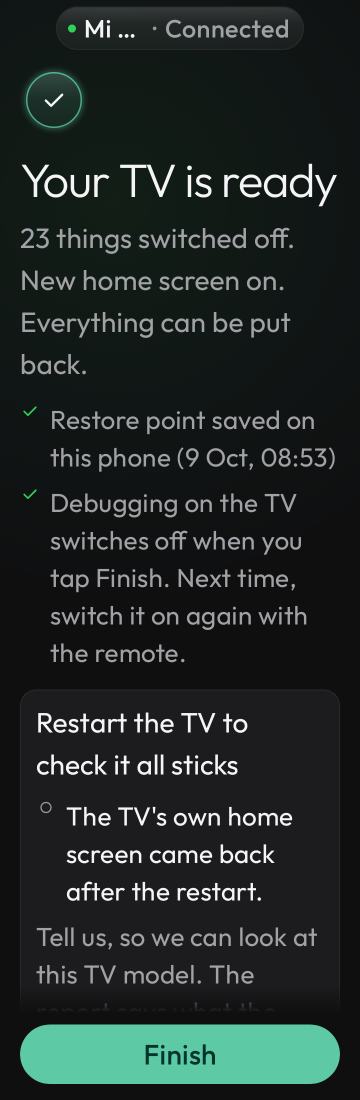 Mi ... · Connected
Your TV is ready
23 things switched off.
New home screen on.
Everything can be put
back.
Restore point saved on
this phone (9 Oct, 08:53)
Debugging on the TV
switches off when you
tap Finish. Next time,
switch it on again with
the remote.
Restart the TV to
check it all sticks
The TV's own home
screen came back
after the restart.
Tell us, so we can look at
this TV model. The
report says what the
Finish